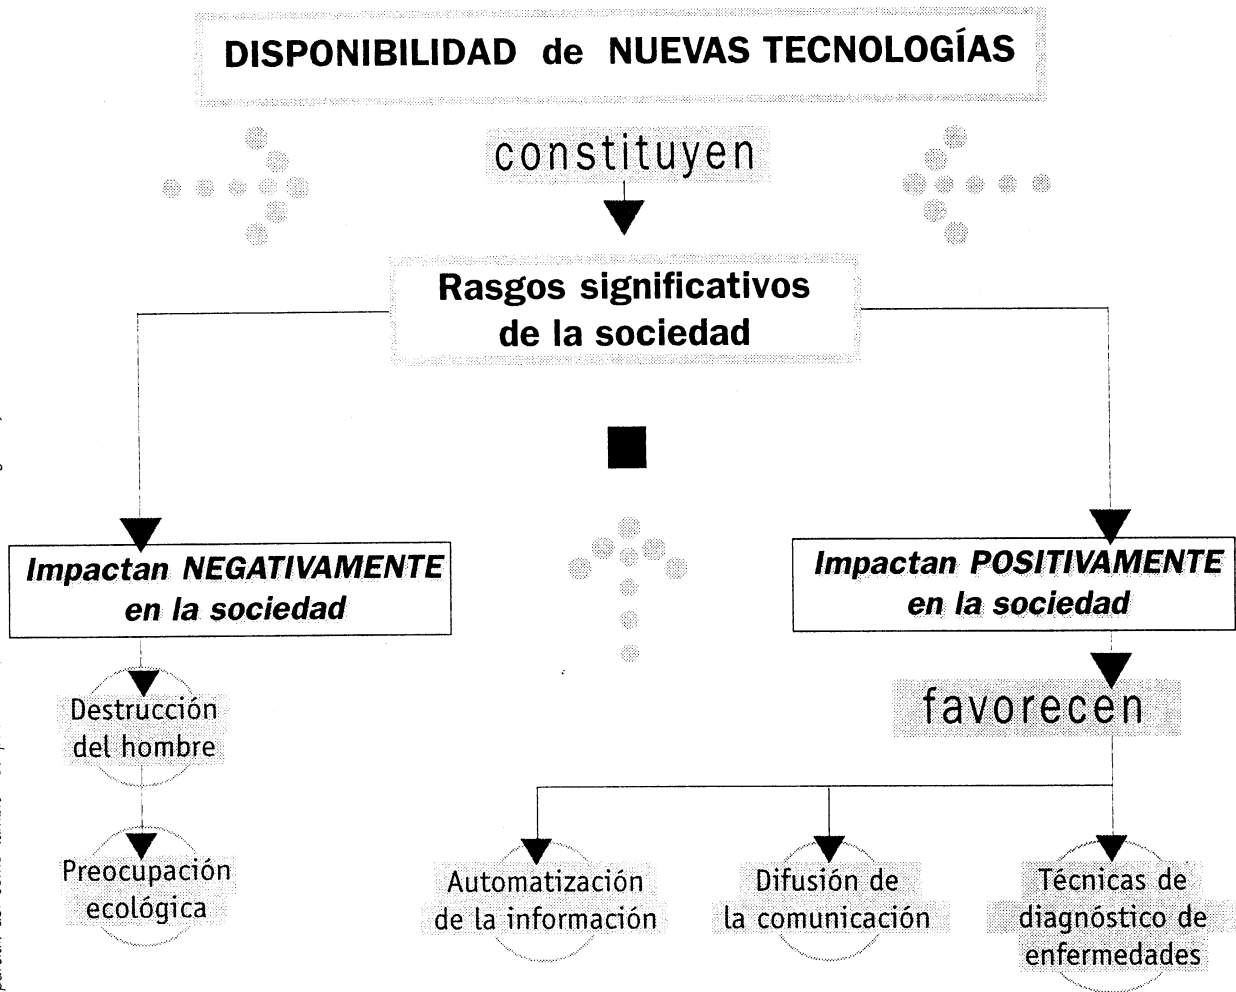 DISPONIBILIDAD de NUEVAS TECNOLOGÍAS
constituyen
Rasgos significativos
de la sociedad
Impactan NEGATIVAMENTE
en la sociedad
Impactan POSITIVAMENTE
en la sociedad
Destrucción
del hombre
favorecen
Preocupación
ecológica
Automatización
de la información
Difusión de
la comunicación
Técnicas de
diagnóstico de
enfermedades